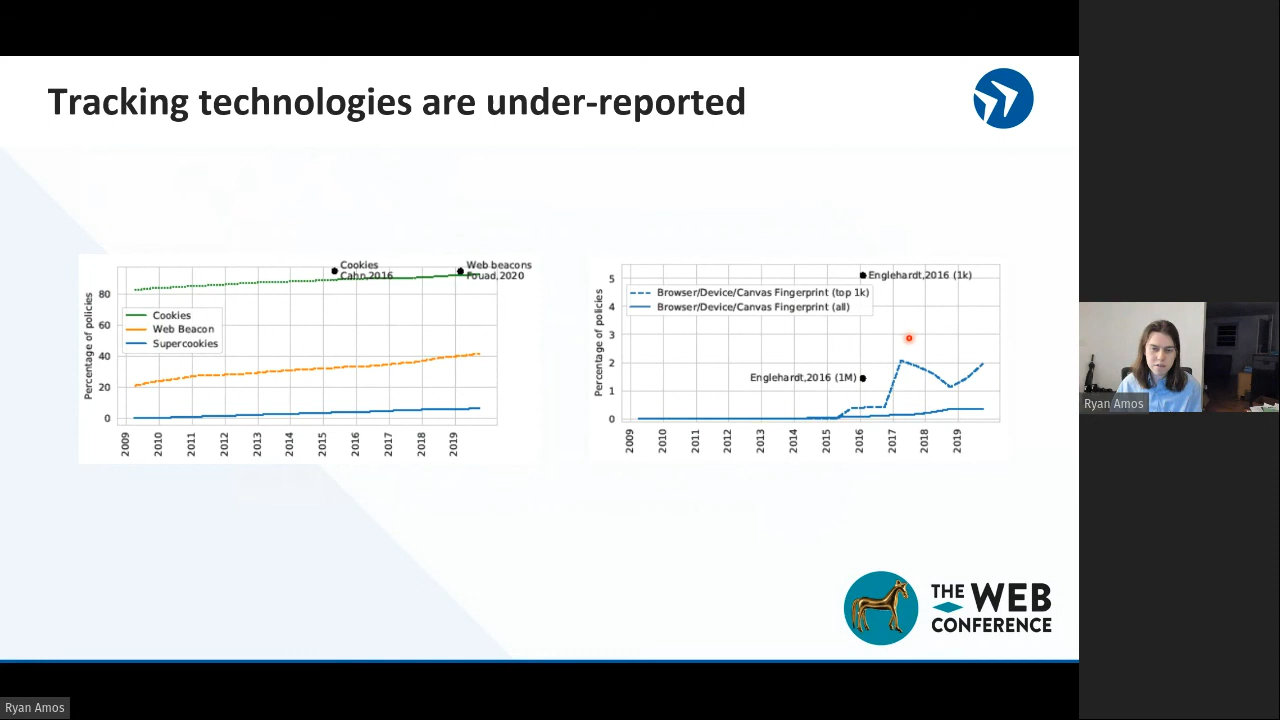 Tracking technologies are under-reported
Cookies
Cahn,2016
Web beacons
Fouad,2020
Percentage of policies
80
60
40
20
0
Cookies
Web Beacon
Supercookies
2009
2010
2011
2012
2013
2014
2015
2016
2017
2018
2019
Englehardt,2016 (1k)
Browser/Device/Canvas Fingerprint (top 1k)
Browser/Device/Canvas Fingerprint (all)
Englehardt,2016 (1M)
Percentage of policies
5
4
3
2
1
0
2009
2010
2011
2012
2013
2014
2015
2016
2017
2018
2019
THE WEB
CONFERENCE
Ryan Amos
Ryan Amos